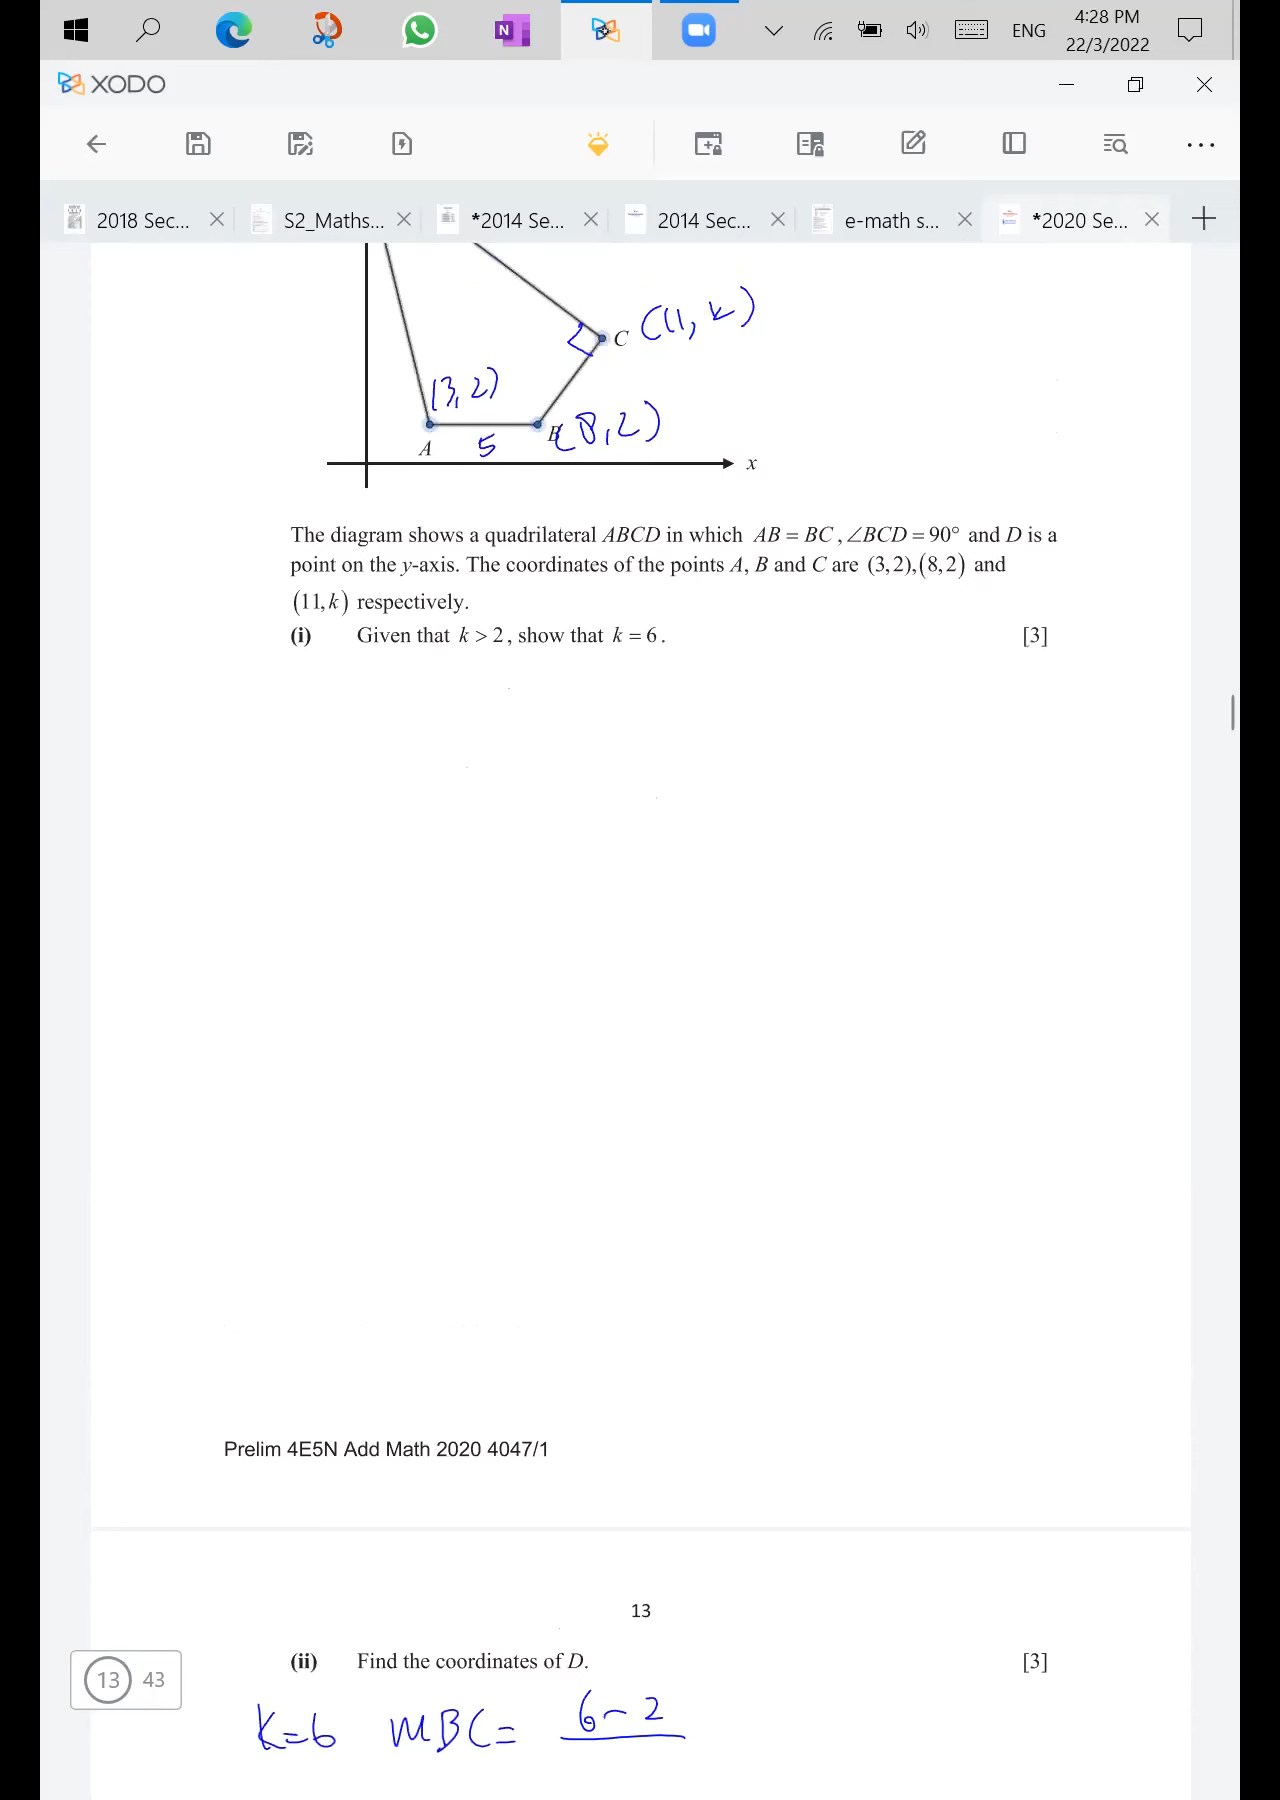 ENG
4:28 PM
22/3/2022
XODO
2018 Sec...
S2_Maths...
*2014 Se...
2014 Sec...
e-math s...
*2020 Se...
C (11, k)
(3, 2)
A
5
B (8, 2)
x
The diagram shows a quadrilateral ABCD in which AB = BC, ∠BCD = 90° and D is a
point on the y-axis. The coordinates of the points A, B and C are (3, 2), (8, 2) and
(11, k) respectively.
(i) Given that k > 2, show that k = 6. [3]
Prelim 4E5N Add Math 2020 4047/1
13
(ii) Find the coordinates of D. [3]
13 43
K=6 MBC = 6-2